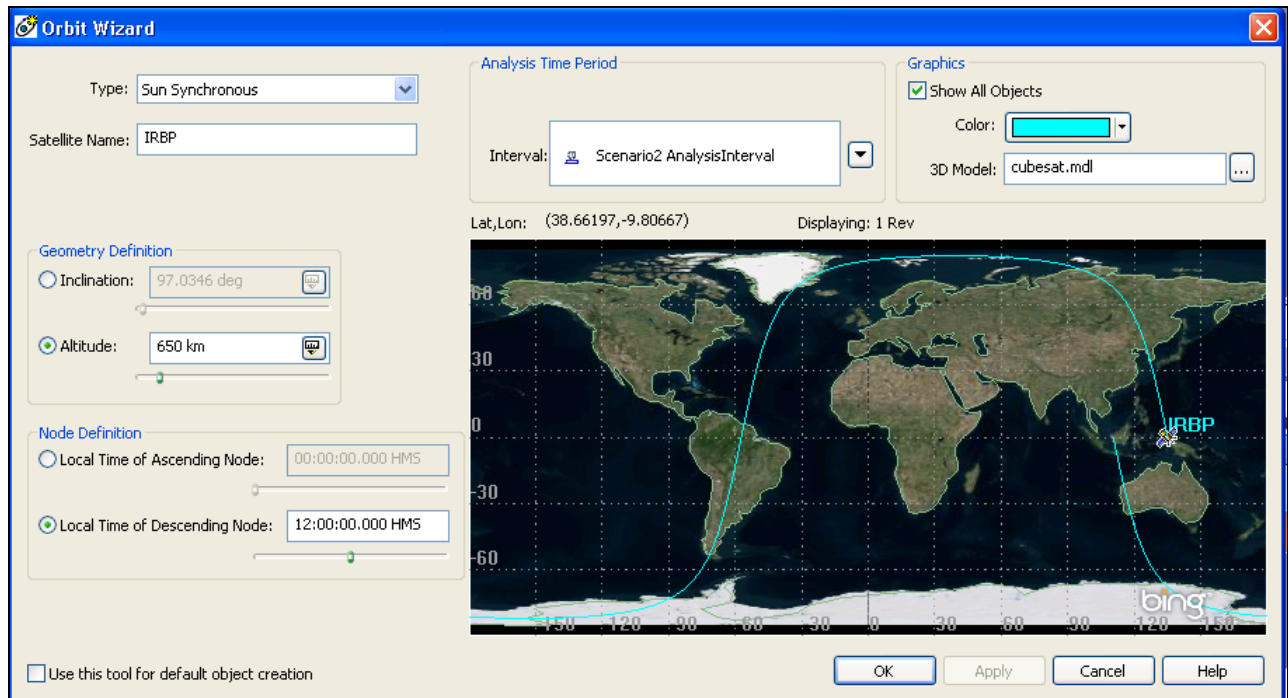 Orbit Wizard
Type: Sun Synchronous
Satellite Name: IRBP
Analysis Time Period
Interval: Scenario2 AnalysisInterval
Graphics
Show All Objects
Color:
3D Model: cubesat.mdl ...
Lat,Lon: (38.66197,-9.80667) Displaying: 1 Rev
Geometry Definition
Inclination: 97.0346 deg
Altitude: 650 km
Node Definition
Local Time of Ascending Node: 00:00:00.000 HMS
Local Time of Descending Node: 12:00:00.000 HMS
60
30
0
IRBP
-30
-60
bing
-150 -120 -90 -60 -30 0 30 60 90 120 150
Use this tool for default object creation
OK Apply Cancel Help